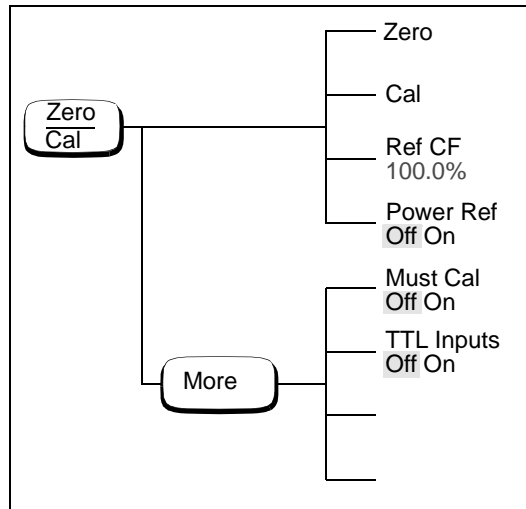 Zero
Cal
Zero
Cal
Ref CF
100.0%
Power Ref
Off On
More
Must Cal
Off On
TTL Inputs
Off On